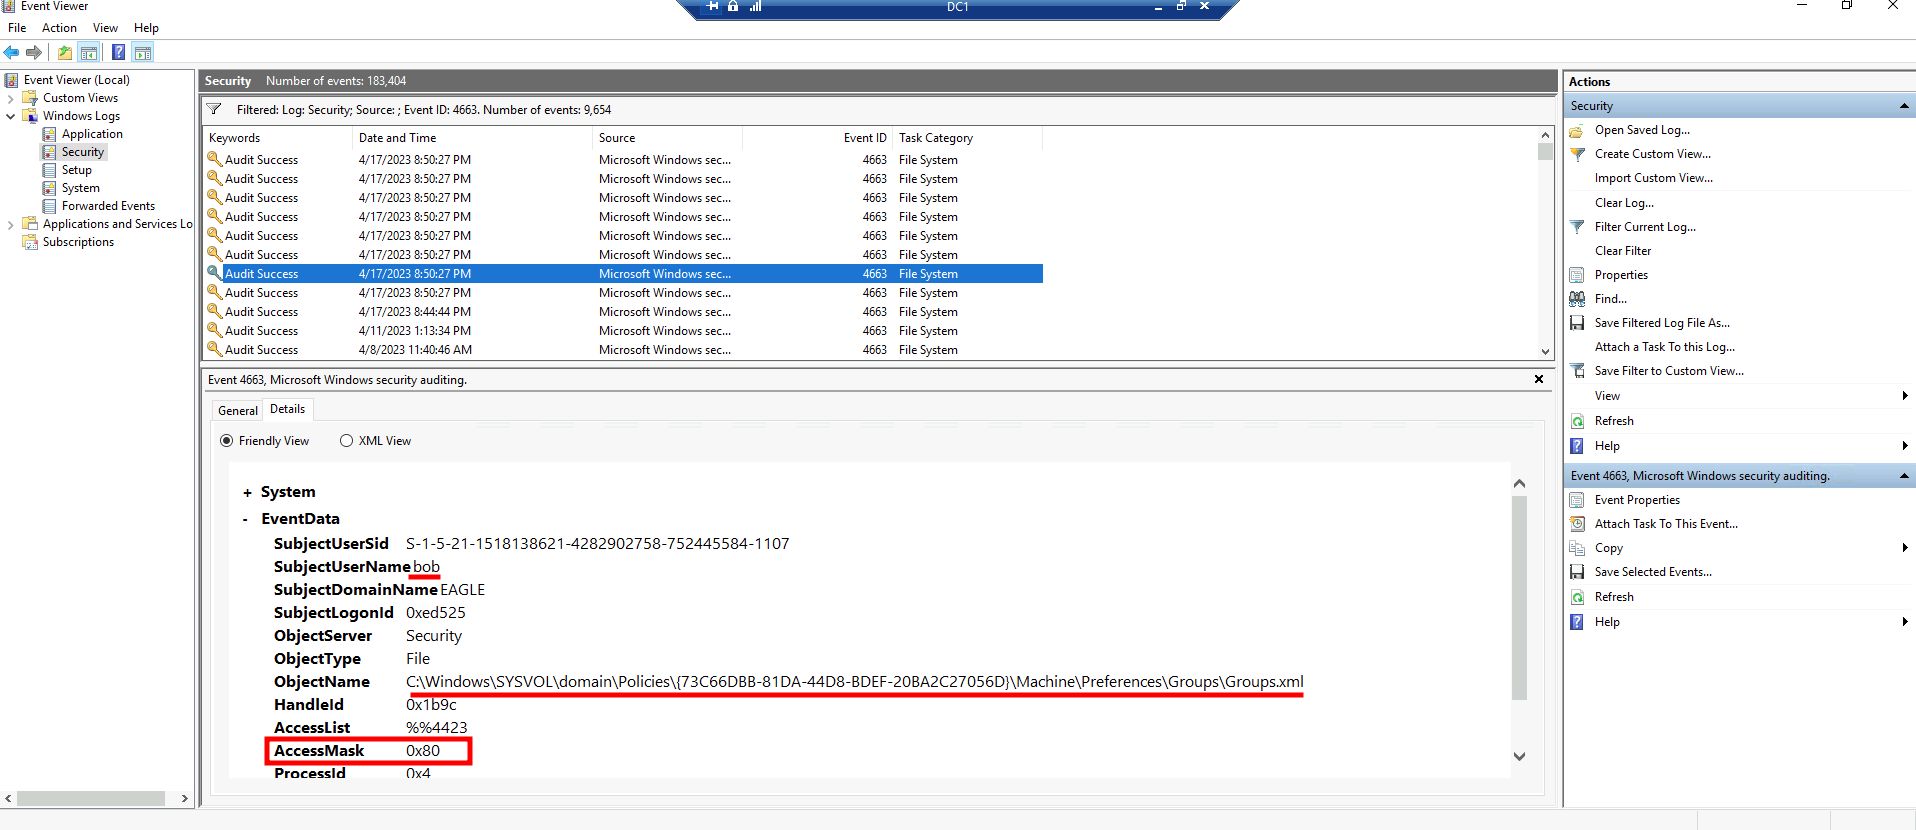 Event Viewer
DC1
File Action View Help
Event Viewer (Local)
Custom Views
Windows Logs
Application
Security
Setup
System
Forwarded Events
Applications and Services Lo
Subscriptions
Security Number of events: 183,404
Filtered: Log: Security; Source: ; Event ID: 4663. Number of events: 9,654
Keywords Date and Time Source Event ID Task Category
Audit Success 4/17/2023 8:50:27 PM Microsoft Windows sec... 4663 File System
Audit Success 4/17/2023 8:50:27 PM Microsoft Windows sec... 4663 File System
Audit Success 4/17/2023 8:50:27 PM Microsoft Windows sec... 4663 File System
Audit Success 4/17/2023 8:50:27 PM Microsoft Windows sec... 4663 File System
Audit Success 4/17/2023 8:50:27 PM Microsoft Windows sec... 4663 File System
Audit Success 4/17/2023 8:50:27 PM Microsoft Windows sec... 4663 File System
Audit Success 4/17/2023 8:50:27 PM Microsoft Windows sec... 4663 File System
Audit Success 4/17/2023 8:50:27 PM Microsoft Windows sec... 4663 File System
Audit Success 4/17/2023 8:44:44 PM Microsoft Windows sec... 4663 File System
Audit Success 4/11/2023 1:13:34 PM Microsoft Windows sec... 4663 File System
Audit Success 4/8/2023 11:40:46 AM Microsoft Windows sec... 4663 File System
Event 4663, Microsoft Windows security auditing.
General Details
Friendly View XML View
+ System
- EventData
SubjectUserSid S-1-5-21-1518138621-4282902758-752445584-1107
SubjectUserName bob
SubjectDomainName EAGLE
SubjectLogonId 0xed525
ObjectServer Security
ObjectType File
ObjectName C:\Windows\SYSVOL\domain\Policies\{73C66DBB-81DA-44D8-BDEF-20BA2C27056D}\Machine\Preferences\Groups\Groups.xml
HandleId 0x1b9c
AccessList %%4423
AccessMask 0x80
ProcessId 0x4
Actions
Security
Open Saved Log...
Create Custom View...
Import Custom View...
Clear Log...
Filter Current Log...
Clear Filter
Properties
Find...
Save Filtered Log File As...
Attach a Task To this Log...
Save Filter to Custom View...
View
Refresh
Help
Event 4663, Microsoft Windows security auditing.
Event Properties
Attach Task To This Event...
Copy
Save Selected Events...
Refresh
Help